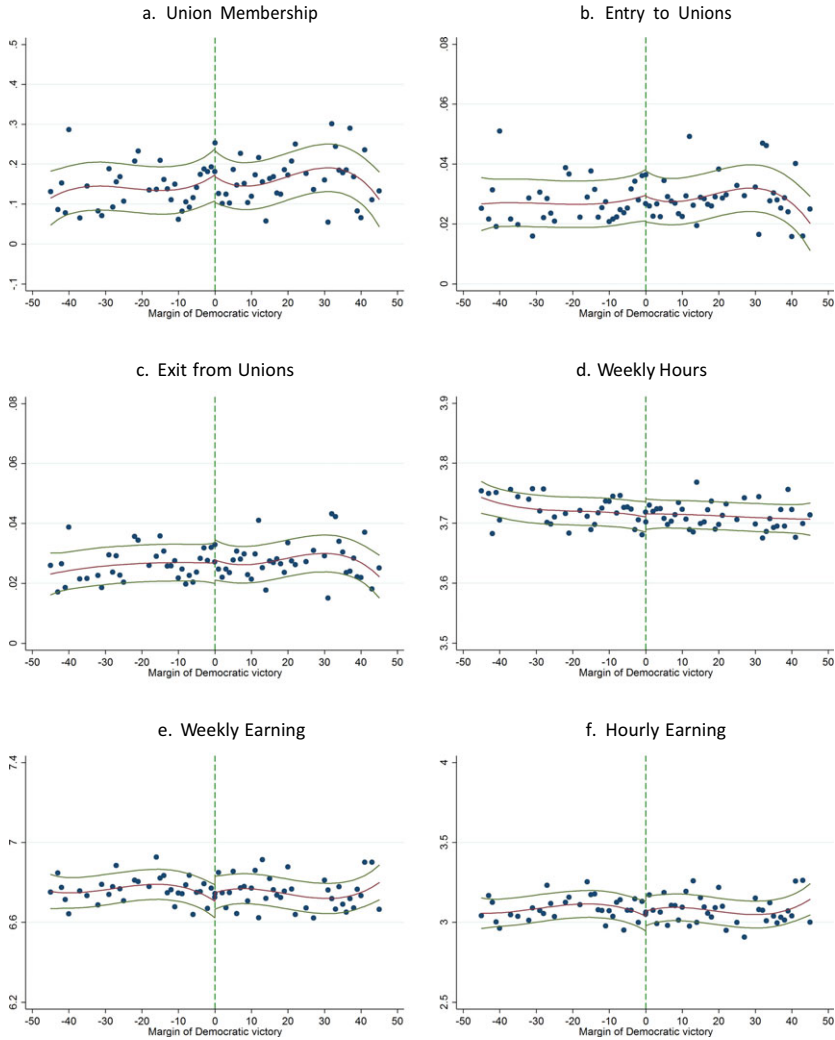 a. Union Membership
.5
.4
.3
.2
.1
0
-.1
-50 -40 -30 -20 -10 0 10 20 30 40 50
Margin of Democratic victory
b. Entry to Unions
.08
.06
.04
.02
0
-50 -40 -30 -20 -10 0 10 20 30 40 50
Margin of Democratic victory
c. Exit from Unions
.08
.06
.04
.02
0
-50 -40 -30 -20 -10 0 10 20 30 40 50
Margin of Democratic victory
d. Weekly Hours
3.9
3.8
3.7
3.6
3.5
-50 -40 -30 -20 -10 0 10 20 30 40 50
Margin of Democratic victory
e. Weekly Earning
7.4
7
6.6
6.2
-50 -40 -30 -20 -10 0 10 20 30 40 50
Margin of Democratic victory
f. Hourly Earning
4
3.5
3
2.5
-50 -40 -30 -20 -10 0 10 20 30 40 50
Margin of Democratic victory